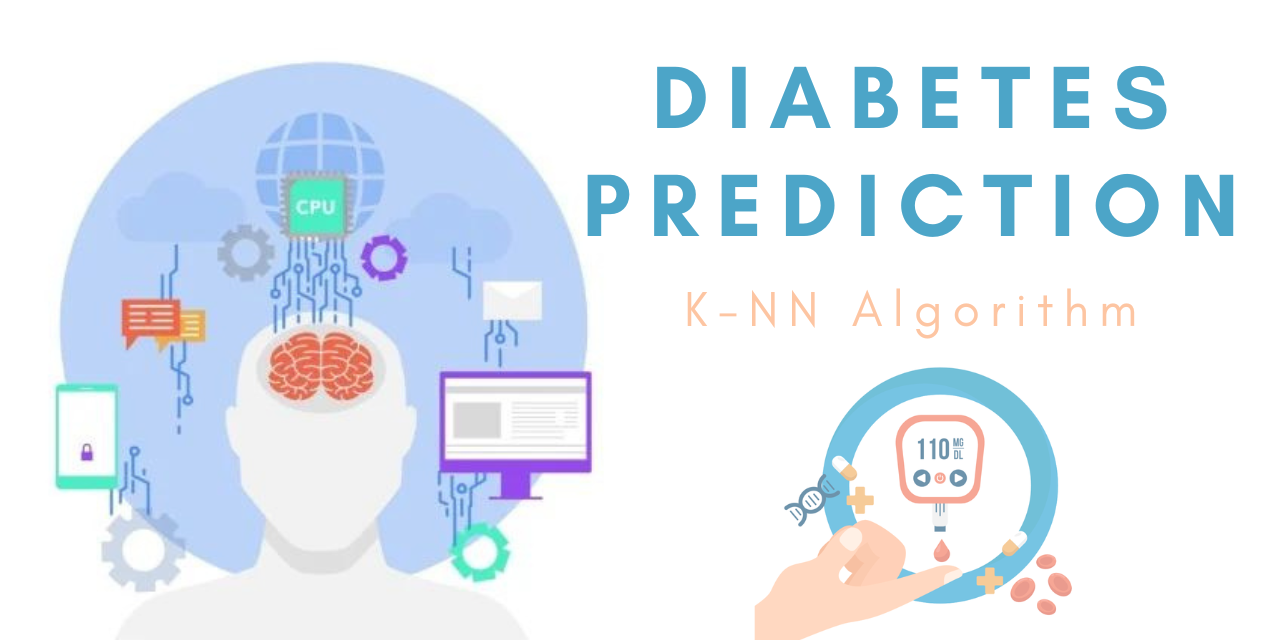 DIABETES
PREDICTION
K-NN Algorithm
CPU
110 MG
DL